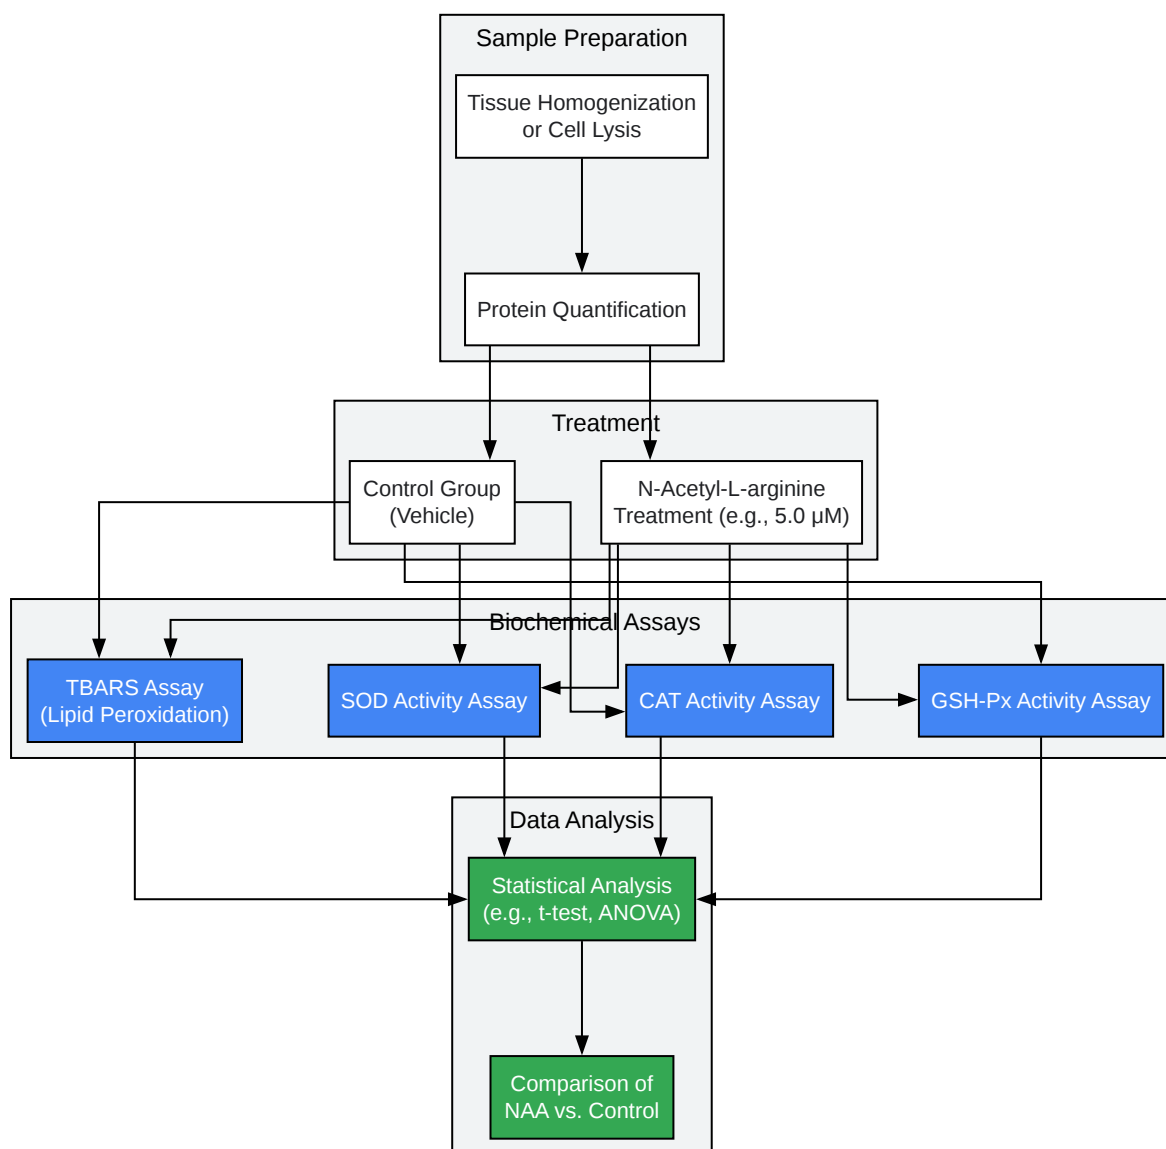 Sample Preparation
Tissue Homogenization
or Cell Lysis
Protein Quantification
Treatment
Control Group
(Vehicle)
N-Acetyl-L-arginine
Treatment (e.g., 5.0 μM)
Biochemical Assays
TBARS Assay
(Lipid Peroxidation)
SOD Activity Assay
CAT Activity Assay
GSH-Px Activity Assay
Data Analysis
Statistical Analysis
(e.g., t-test, ANOVA)
Comparison of
NAA vs. Control